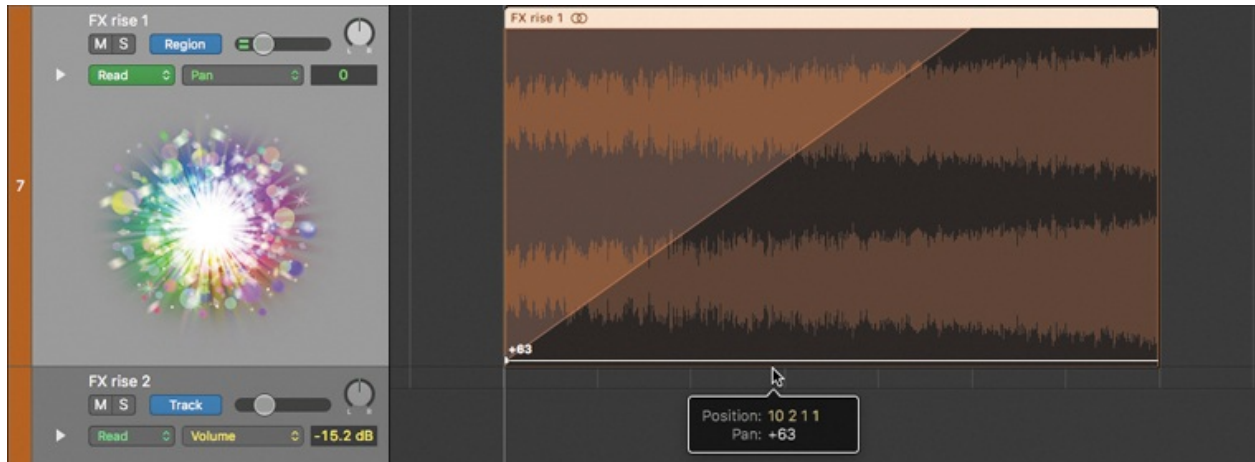 FX rise 1
M S Region
L R
Read Pan 0
7
FX rise 1
+63
Position: 10 2 1 1
Pan: +63
FX rise 2
M S Track
L R
Read Volume -15.2 dB